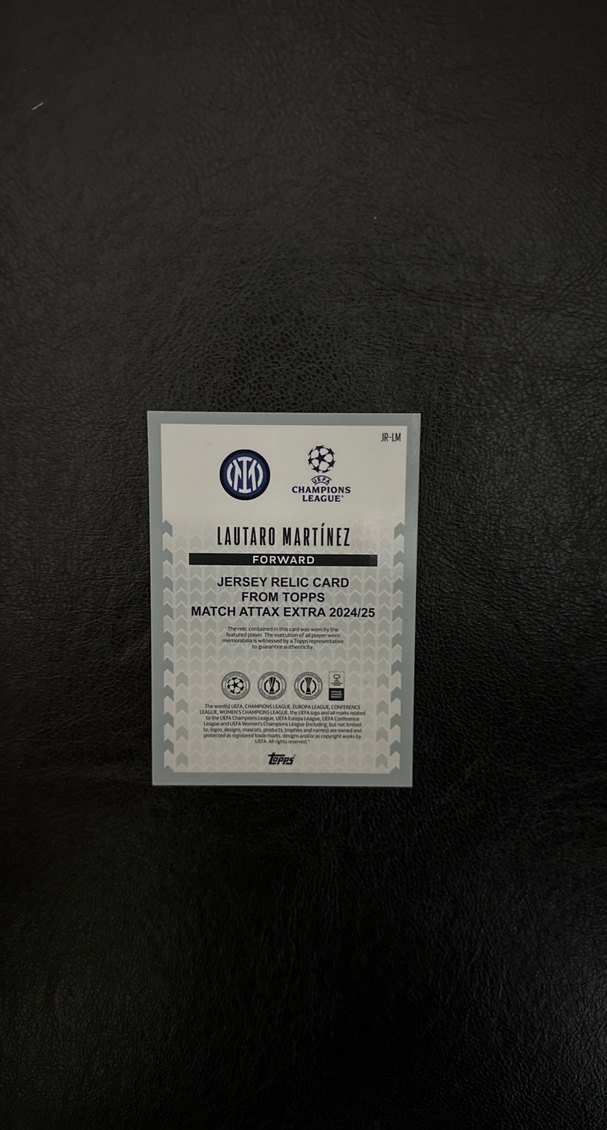 JR-LM
UEFA
CHAMPIONS
LEAGUE
LAUTARO MARTÍNEZ
FORWARD
JERSEY RELIC CARD
FROM TOPPS
MATCH ATTAX EXTRA 2024/25
The relic contained in this card was worn by the
featured player. The execution of all player-worn
memorabilia is witnessed by a Topps representative
to guarantee authenticity.
The word(s) UEFA, CHAMPIONS LEAGUE, EUROPA LEAGUE, CONFERENCE
LEAGUE, WOMEN'S CHAMPIONS LEAGUE, the UEFA logo and all marks related
to the UEFA Champions League, UEFA Europa League, UEFA Conference
League and UEFA Women's Champions League (including, but not limited
to, logos, designs, mascots, products, trophies and names) are owned and
protected as registered trade marks, designs and/or as copyright works by
UEFA. All rights reserved."
Topps